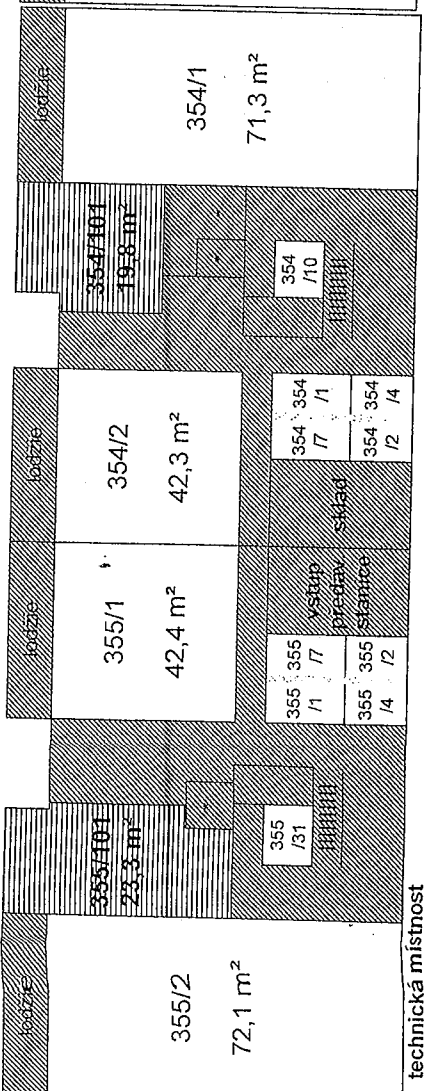 lodžie
355/2
72,1 m²
355/101
23,3 m²
355
/31
lodžie
355/1
42,4 m²
355
/1
355
/7
355
/4
355
/2
vstup
předáv
stanice
lodžie
354/2
42,3 m²
sklad
354
/7
354
/1
354
/2
354
/4
354/101
19,8 m²
354
/10
lodžie
354/1
71,3 m²
technická místnost